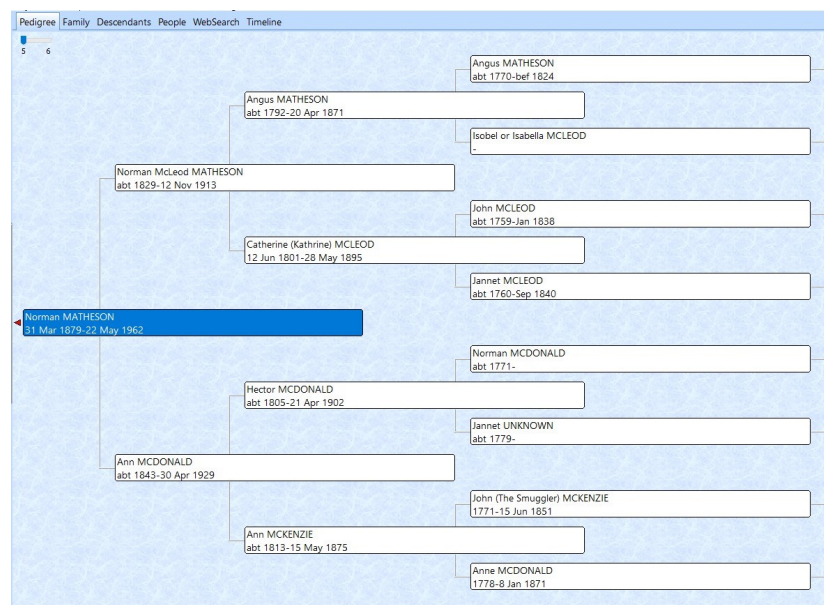 Pedigree Family Descendants People WebSearch Timeline
5 6
Angus MATHESON
abt 1770-bef 1824
Angus MATHESON
abt 1792-20 Apr 1871
Isobel or Isabella MCLEOD
-
Norman McLeod MATHESON
abt 1829-12 Nov 1913
John MCLEOD
abt 1759-Jan 1838
Catherine (Kathrine) MCLEOD
12 Jun 1801-28 May 1895
Jannet MCLEOD
abt 1760-Sep 1840
Norman MATHESON
31 Mar 1879-22 May 1962
Norman MCDONALD
abt 1771-
Hector MCDONALD
abt 1805-21 Apr 1902
Jannet UNKNOWN
abt 1779-
Ann MCDONALD
abt 1843-30 Apr 1929
John (The Smuggler) MCKENZIE
1771-15 Jun 1851
Ann MCKENZIE
abt 1813-15 May 1875
Anne MCDONALD
1778-8 Jan 1871